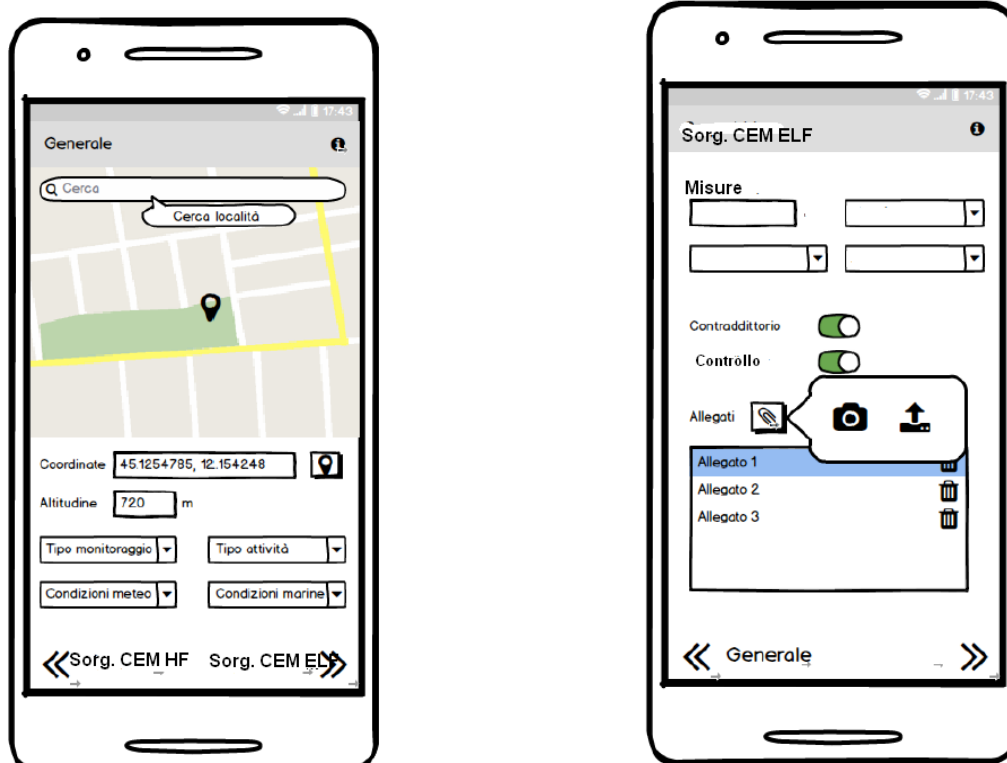 17:43
Generale
Cerca
Cerca località
Coordinate 45.1254785, 12.154248
Altitudine 720 m
Tipo monitoraggio Tipo attività
Condizioni meteo Condizioni marine
Sorg. CEM HF Sorg. CEM ELF
17:43
Sorg. CEM ELF
Misure
Contraddittorio
Contròllo
Allegati
Allegato 1
Allegato 2
Allegato 3
Generale